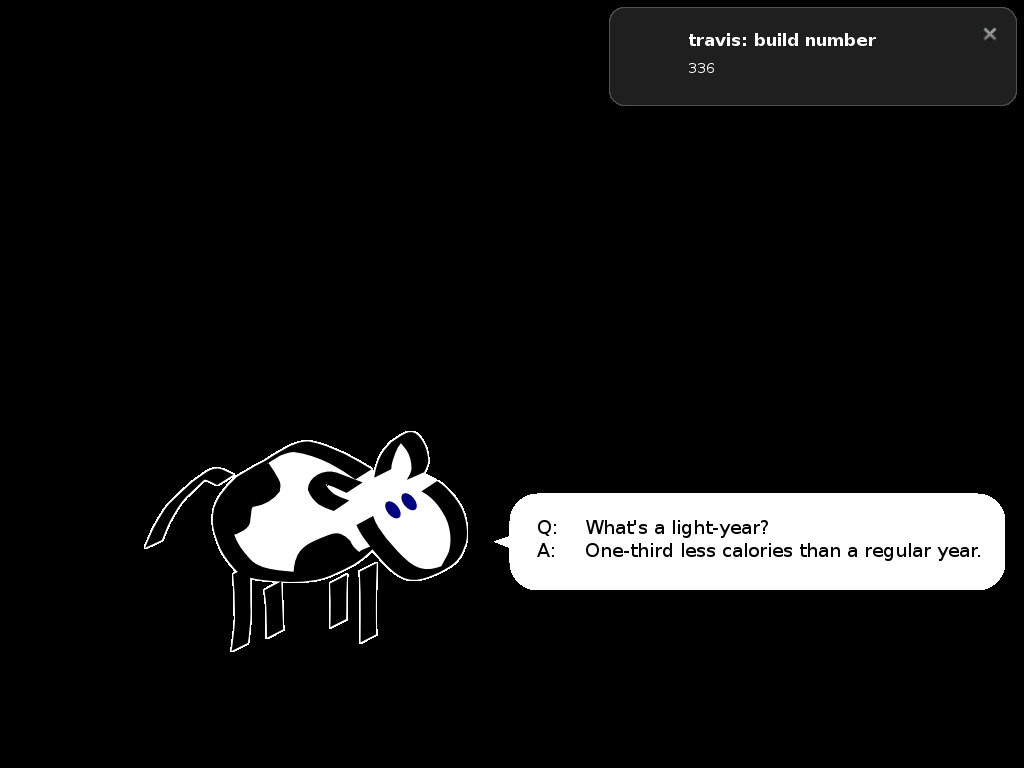 travis: build number
336
Q: What's a light-year?
A: One-third less calories than a regular year.